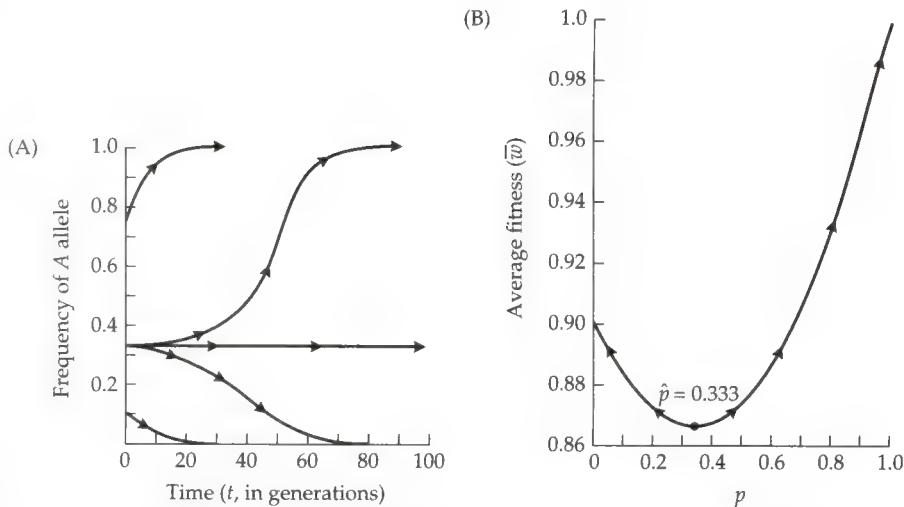 (A)
Frequency of A allele
1.0
0.8
0.6
0.4
0.2
0 20 40 60 80 100
Time (t, in generations)
(B)
Average fitness (w̅)
1.0
0.98
0.96
0.94
0.92
0.90
0.88
0.86
p̂ = 0.333
0 0.2 0.4 0.6 0.8 1.0
p